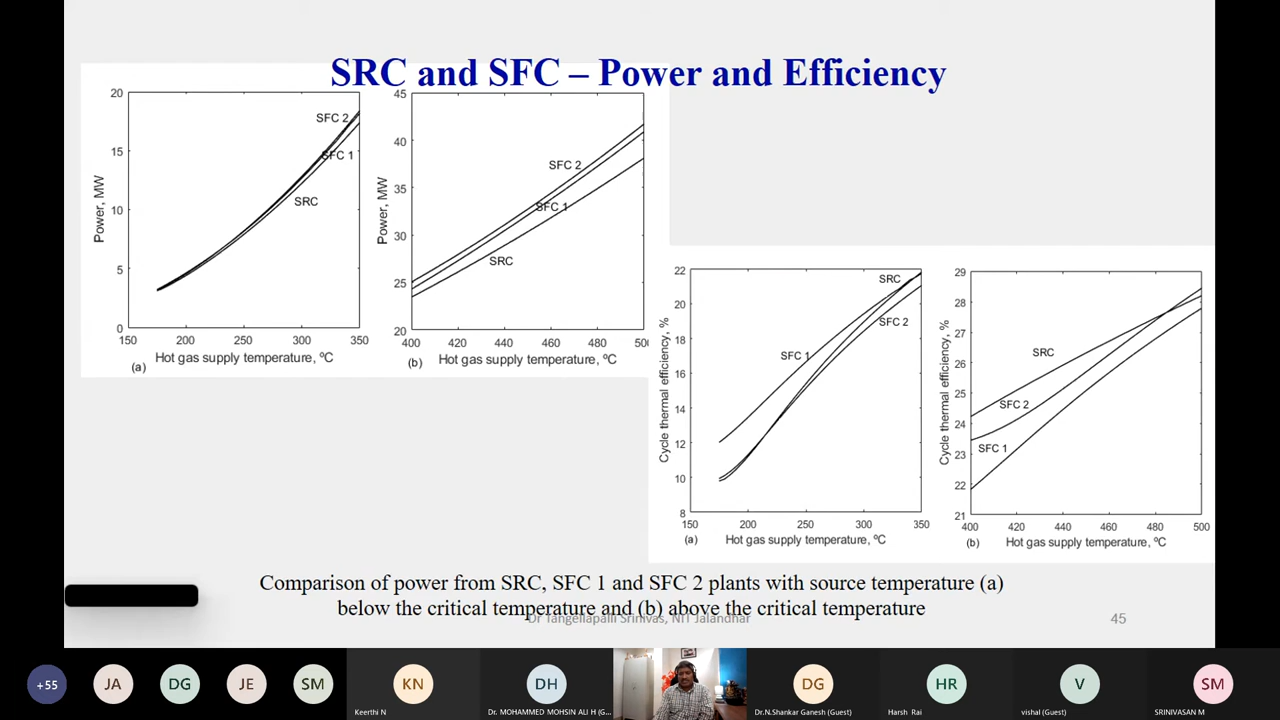 SRC and SFC – Power and Efficiency
20
15
10
5
0
150
200
250
300
350
Power, MW
SFC 2
SFC 1
SRC
Hot gas supply temperature, ºC
(a)
45
40
35
30
25
20
400
420
440
460
480
500
Power, MW
SFC 2
SFC 1
SRC
Hot gas supply temperature, ºC
(b)
22
20
18
16
14
12
10
8
150
200
250
300
350
Cycle thermal efficiency, %
SRC
SFC 2
SFC 1
Hot gas supply temperature, ºC
(a)
29
28
27
26
25
24
23
22
21
400
420
440
460
480
500
Cycle thermal efficiency, %
SRC
SFC 2
SFC 1
Hot gas supply temperature, ºC
(b)
Comparison of power from SRC, SFC 1 and SFC 2 plants with source temperature (a)
below the critical temperature and (b) above the critical temperature
Dr Tangellapalli Srinivas, NIT Jalandhar
45
+55
JA
DG
JE
SM
KN
Keerthi N
DH
Dr. MOHAMMED MOHSIN ALI H (G...
DG
Dr.N.Shankar Ganesh (Guest)
HR
Harsh Rai
V
vishal (Guest)
SM
SRINIVASAN M